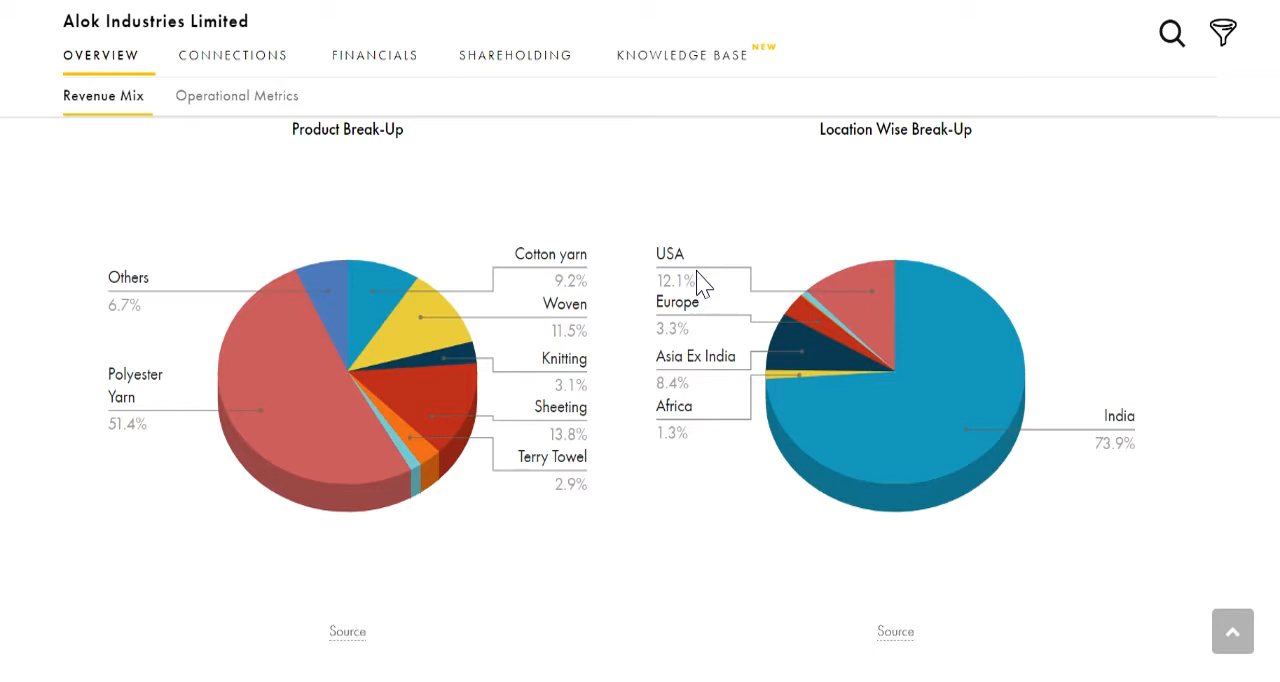 Alok Industries Limited
OVERVIEW CONNECTIONS FINANCIALS SHAREHOLDING KNOWLEDGE BASE NEW
Revenue Mix Operational Metrics
Product Break-Up
Others
6.7%
Polyester
Yarn
51.4%
Cotton yarn
9.2%
Woven
11.5%
Knitting
3.1%
Sheeting
13.8%
Terry Towel
2.9%
Source
Location Wise Break-Up
USA
12.1%
Europe
3.3%
Asia Ex India
8.4%
Africa
1.3%
India
73.9%
Source